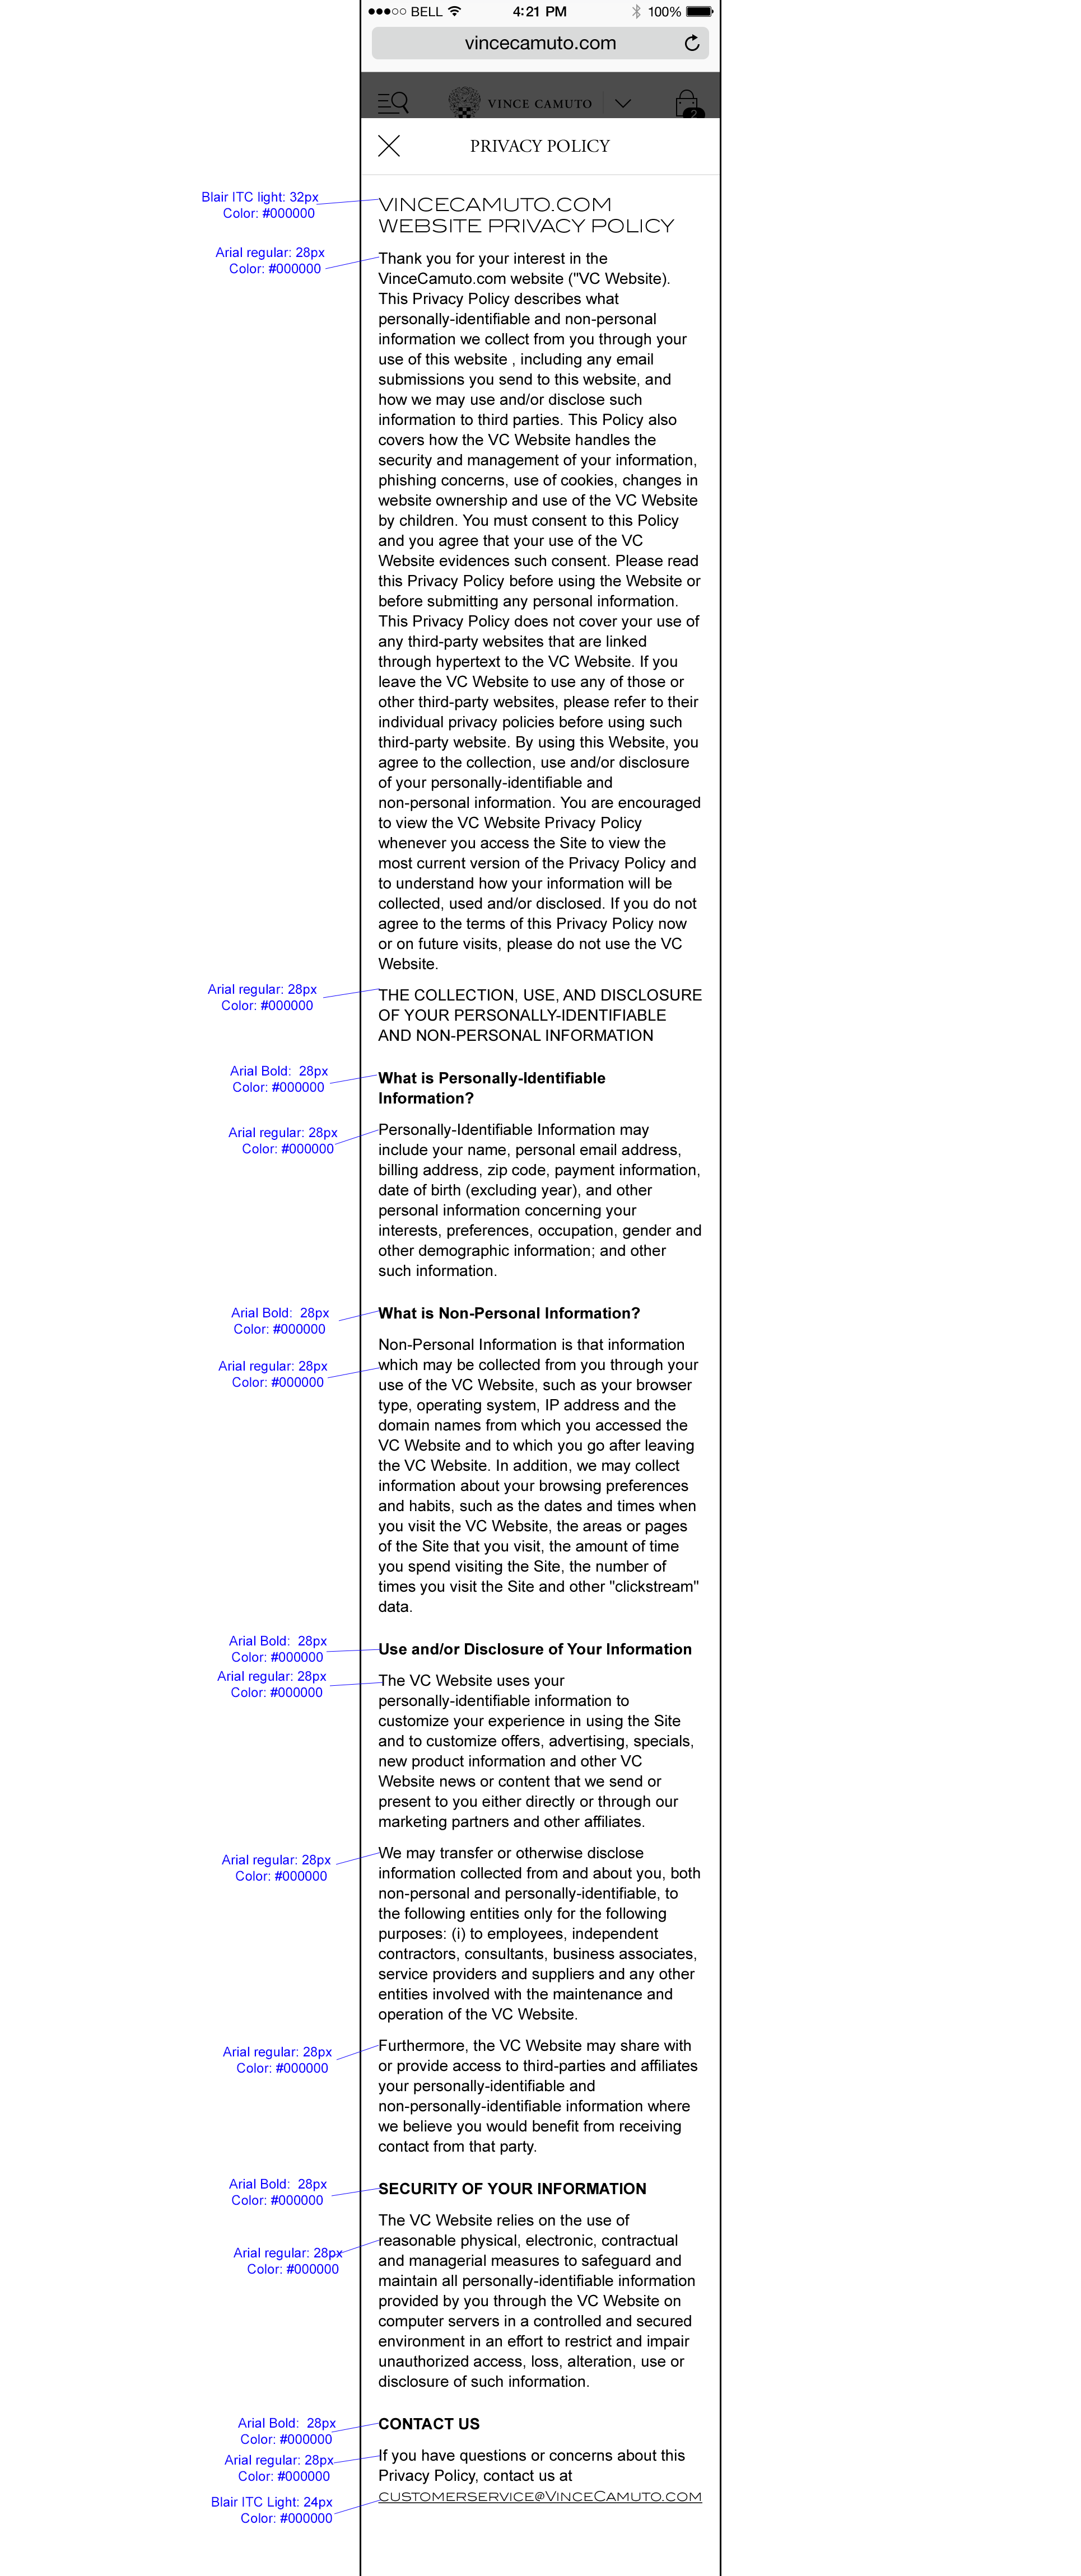 BELL 4:21 PM 100%
vincecamuto.com
VINCE CAMUTO 2
PRIVACY POLICY
Blair ITC light: 32px
Color: #000000
VINCECAMUTO.COM
WEBSITE PRIVACY POLICY
Arial regular: 28px
Color: #000000
Thank you for your interest in the
VinceCamuto.com website ("VC Website).
This Privacy Policy describes what
personally-identifiable and non-personal
information we collect from you through your
use of this website , including any email
submissions you send to this website, and
how we may use and/or disclose such
information to third parties. This Policy also
covers how the VC Website handles the
security and management of your information,
phishing concerns, use of cookies, changes in
website ownership and use of the VC Website
by children. You must consent to this Policy
and you agree that your use of the VC
Website evidences such consent. Please read
this Privacy Policy before using the Website or
before submitting any personal information.
This Privacy Policy does not cover your use of
any third-party websites that are linked
through hypertext to the VC Website. If you
leave the VC Website to use any of those or
other third-party websites, please refer to their
individual privacy policies before using such
third-party website. By using this Website, you
agree to the collection, use and/or disclosure
of your personally-identifiable and
non-personal information. You are encouraged
to view the VC Website Privacy Policy
whenever you access the Site to view the
most current version of the Privacy Policy and
to understand how your information will be
collected, used and/or disclosed. If you do not
agree to the terms of this Privacy Policy now
or on future visits, please do not use the VC
Website.
Arial regular: 28px
Color: #000000
THE COLLECTION, USE, AND DISCLOSURE
OF YOUR PERSONALLY-IDENTIFIABLE
AND NON-PERSONAL INFORMATION
Arial Bold: 28px
Color: #000000
What is Personally-Identifiable
Information?
Arial regular: 28px
Color: #000000
Personally-Identifiable Information may
include your name, personal email address,
billing address, zip code, payment information,
date of birth (excluding year), and other
personal information concerning your
interests, preferences, occupation, gender and
other demographic information; and other
such information.
Arial Bold: 28px
Color: #000000
What is Non-Personal Information?
Arial regular: 28px
Color: #000000
Non-Personal Information is that information
which may be collected from you through your
use of the VC Website, such as your browser
type, operating system, IP address and the
domain names from which you accessed the
VC Website and to which you go after leaving
the VC Website. In addition, we may collect
information about your browsing preferences
and habits, such as the dates and times when
you visit the VC Website, the areas or pages
of the Site that you visit, the amount of time
you spend visiting the Site, the number of
times you visit the Site and other "clickstream"
data.
Arial Bold: 28px
Color: #000000
Use and/or Disclosure of Your Information
Arial regular: 28px
Color: #000000
The VC Website uses your
personally-identifiable information to
customize your experience in using the Site
and to customize offers, advertising, specials,
new product information and other VC
Website news or content that we send or
present to you either directly or through our
marketing partners and other affiliates.
Arial regular: 28px
Color: #000000
We may transfer or otherwise disclose
information collected from and about you, both
non-personal and personally-identifiable, to
the following entities only for the following
purposes: (i) to employees, independent
contractors, consultants, business associates,
service providers and suppliers and any other
entities involved with the maintenance and
operation of the VC Website.
Arial regular: 28px
Color: #000000
Furthermore, the VC Website may share with
or provide access to third-parties and affiliates
your personally-identifiable and
non-personally-identifiable information where
we believe you would benefit from receiving
contact from that party.
Arial Bold: 28px
Color: #000000
SECURITY OF YOUR INFORMATION
Arial regular: 28px
Color: #000000
The VC Website relies on the use of
reasonable physical, electronic, contractual
and managerial measures to safeguard and
maintain all personally-identifiable information
provided by you through the VC Website on
computer servers in a controlled and secured
environment in an effort to restrict and impair
unauthorized access, loss, alteration, use or
disclosure of such information.
Arial Bold: 28px
Color: #000000
CONTACT US
Arial regular: 28px
Color: #000000
If you have questions or concerns about this
Privacy Policy, contact us at
Blair ITC Light: 24px
Color: #000000
CUSTOMERSERVICE@VINCECAMUTO.COM